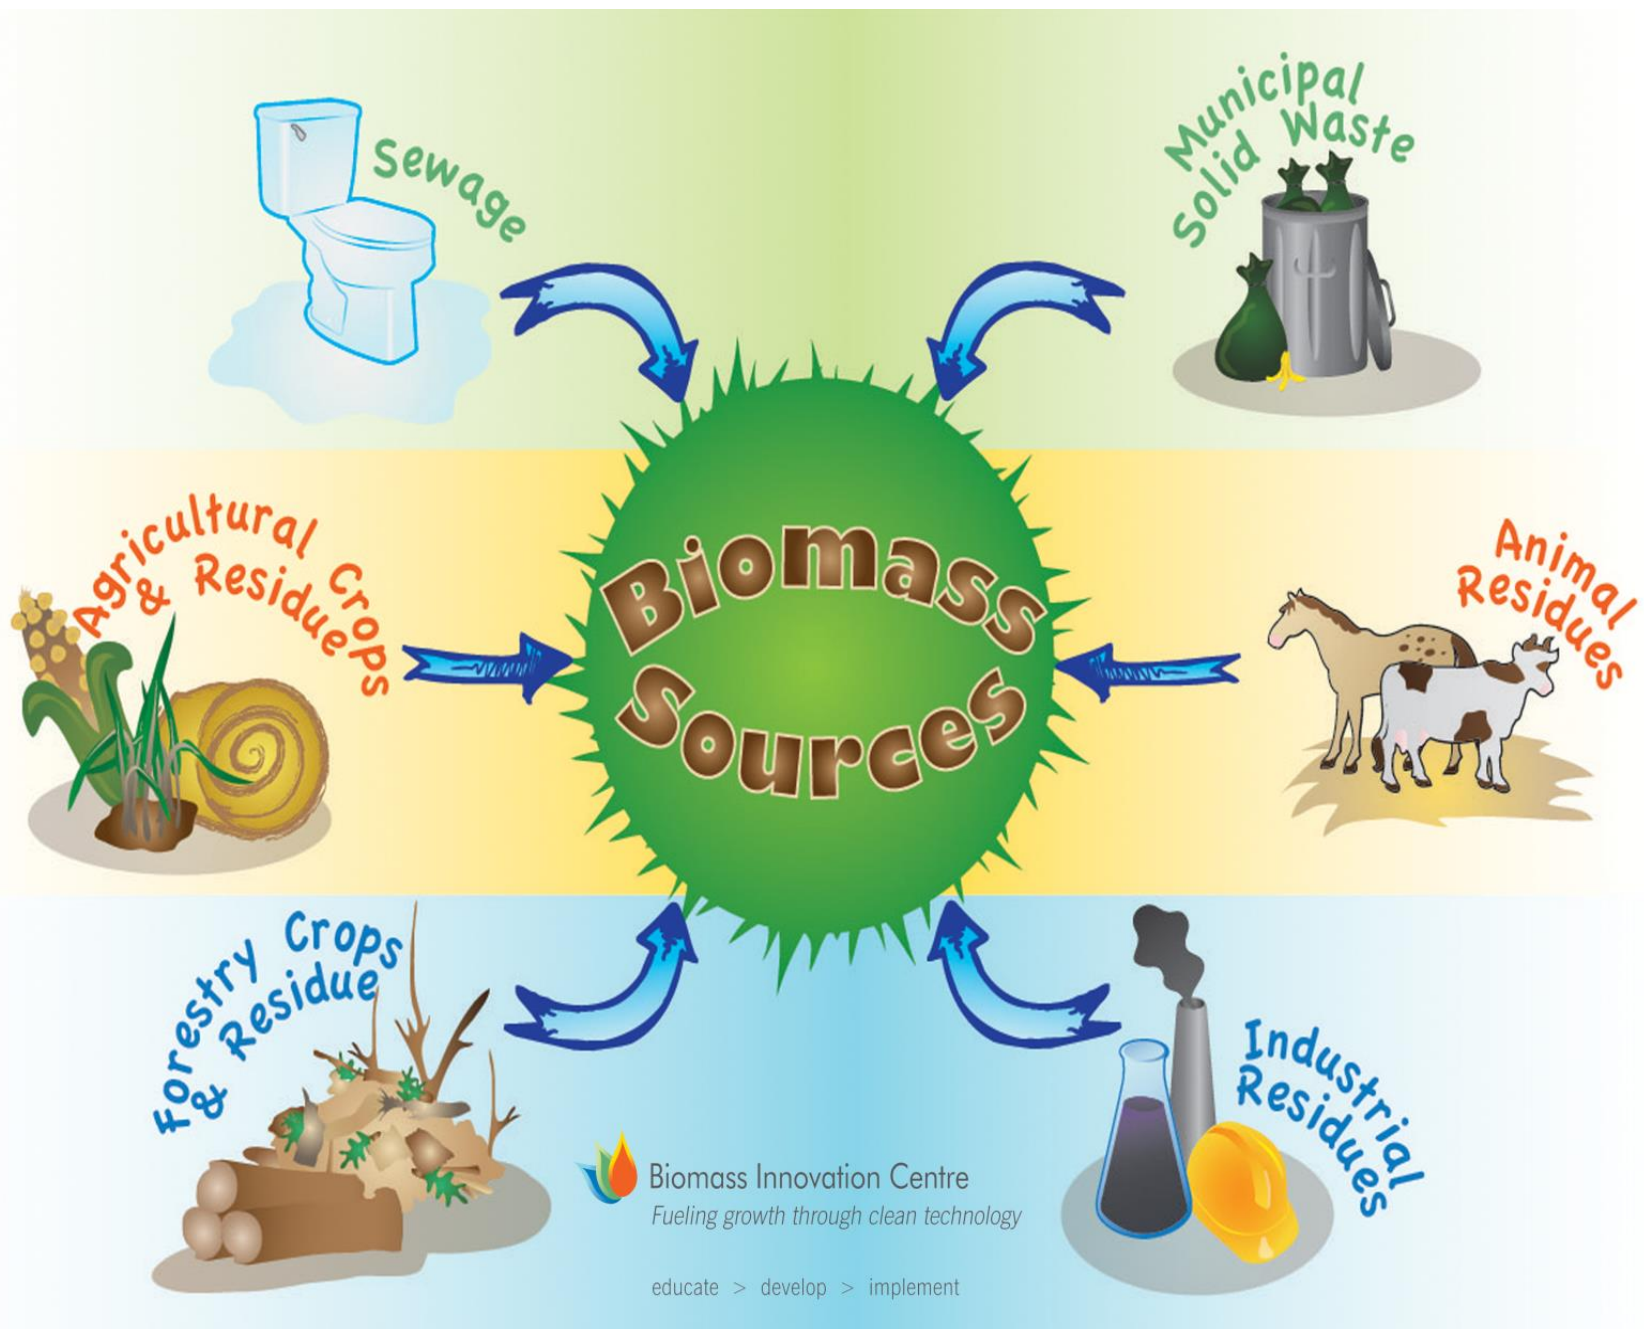 Sewage
Municipal
Solid Waste
Agricultural Crops
& Residue
Biomass
Sources
Animal
Residues
Forestry Crops
& Residue
Industrial
Residues
Biomass Innovation Centre
Fueling growth through clean technology
educate > develop > implement